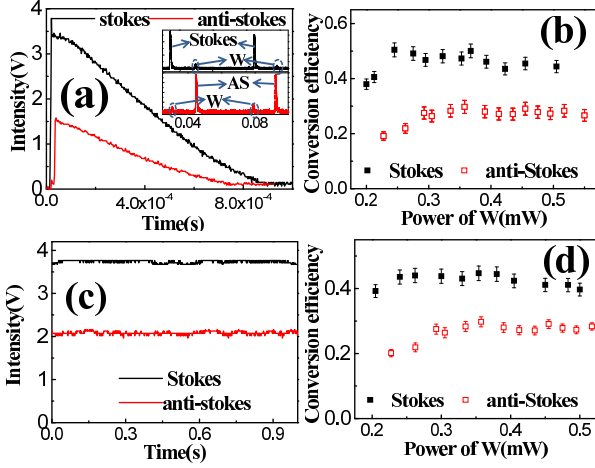 stokes anti-stokes
Stokes
W
AS
W
0.04 0.08
(a)
Intensity(V)
4
3
2
1
0
0.0 4.0x10⁻⁴ 8.0x10⁻⁴
Time(s)
(b)
Conversion efficiency
0.6
0.4
0.2
0.0
Stokes anti-Stokes
0.2 0.3 0.4 0.5
Power of W(mW)
(c)
Intensity(V)
4
3
2
1
0
Stokes
anti-stokes
0.0 0.3 0.6 0.9
Time(s)
(d)
Conversion efficiency
0.4
0.2
0.0
Stokes anti-Stokes
0.2 0.3 0.4 0.5
Power of W(mW)